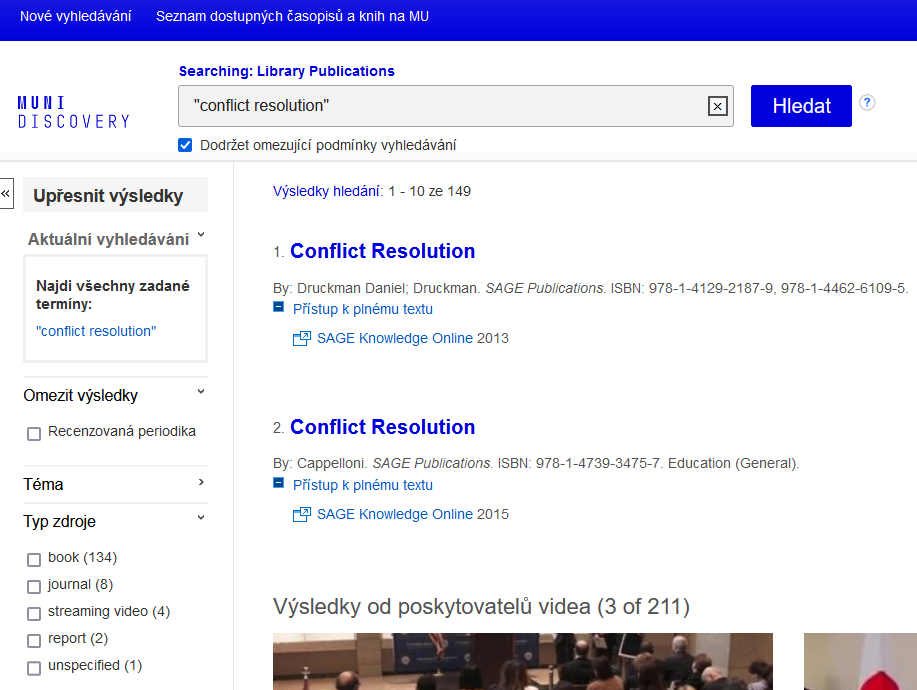 Nové vyhledávání Seznam dostupných časopisů a knih na MU
Searching: Library Publications
MUNI
DISCOVERY
"conflict resolution"
Hledat
?
Dodržet omezující podmínky vyhledávání
«
Upřesnit výsledky
Aktuální vyhledávání
Najdi všechny zadané
termíny:
"conflict resolution"
Omezit výsledky
Recenzovaná periodika
Téma
Typ zdroje
book (134)
journal (8)
streaming video (4)
report (2)
unspecified (1)
Výsledky hledání: 1 - 10 ze 149
1. Conflict Resolution
By: Druckman Daniel; Druckman. SAGE Publications. ISBN: 978-1-4129-2187-9, 978-1-4462-6109-5.
Přístup k plnému textu
SAGE Knowledge Online 2013
2. Conflict Resolution
By: Cappelloni. SAGE Publications. ISBN: 978-1-4739-3475-7. Education (General).
Přístup k plnému textu
SAGE Knowledge Online 2015
Výsledky od poskytovatelů videa (3 of 211)